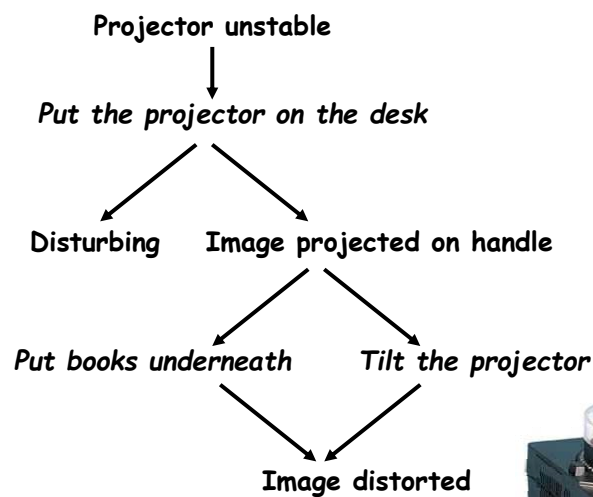 Projector unstable
Put the projector on the desk
Disturbing
Image projected on handle
Put books underneath
Tilt the projector
Image distorted